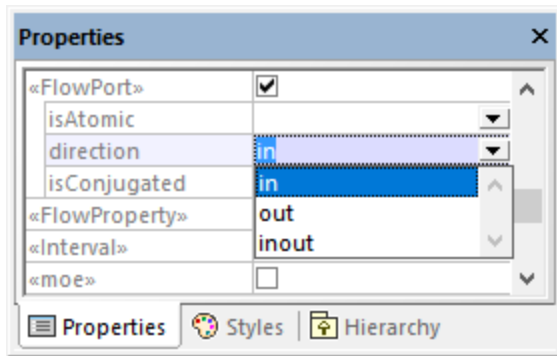 Properties
«FlowPort»
isAtomic
direction in
isConjugated in
«FlowProperty» out
«Interval» inout
«moe»
Properties Styles Hierarchy